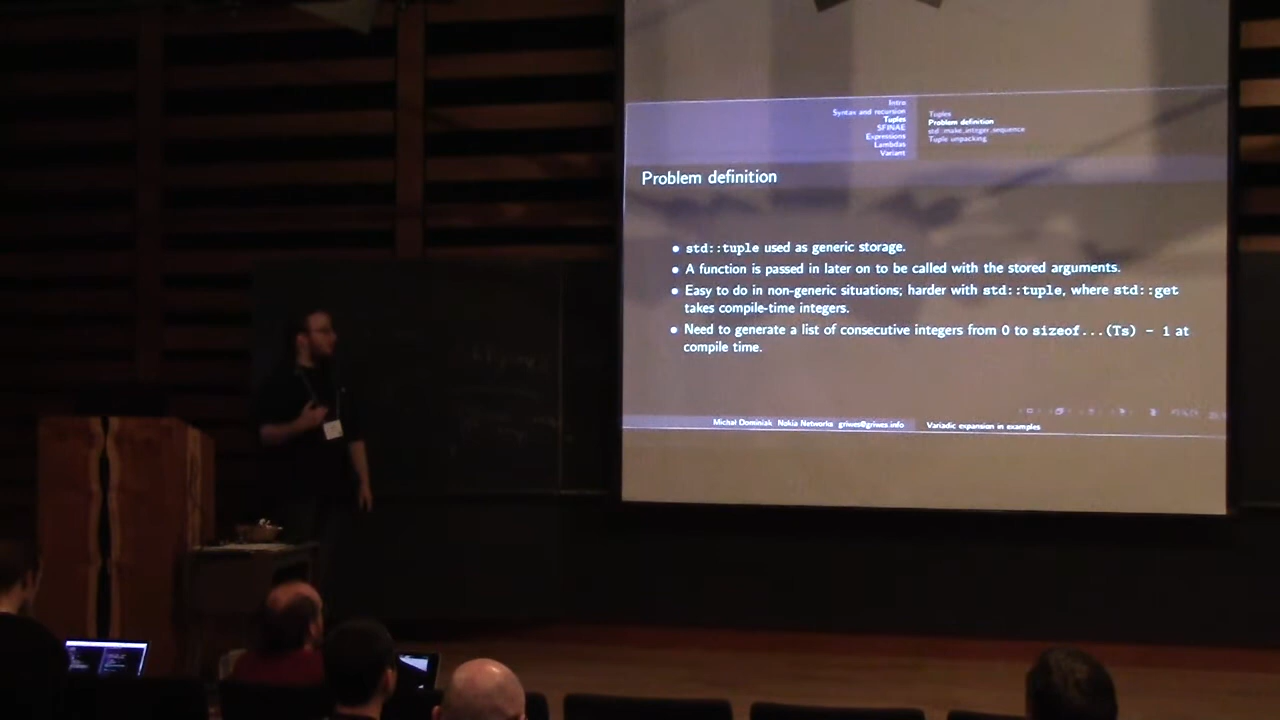 Intro
Syntax and recursion
Tuples
SFINAE
Expressions
Lambdas
Variant
Tuples
Problem definition
std::make_integer_sequence
Tuple unpacking
Problem definition
• std::tuple used as generic storage.
• A function is passed in later on to be called with the stored arguments.
• Easy to do in non-generic situations; harder with std::tuple, where std::get
takes compile-time integers.
• Need to generate a list of consecutive integers from 0 to sizeof...(Ts) - 1 at
compile time.
Michał Dominiak Nokia Networks griwes@griwes.info
Variadic expansion in examples